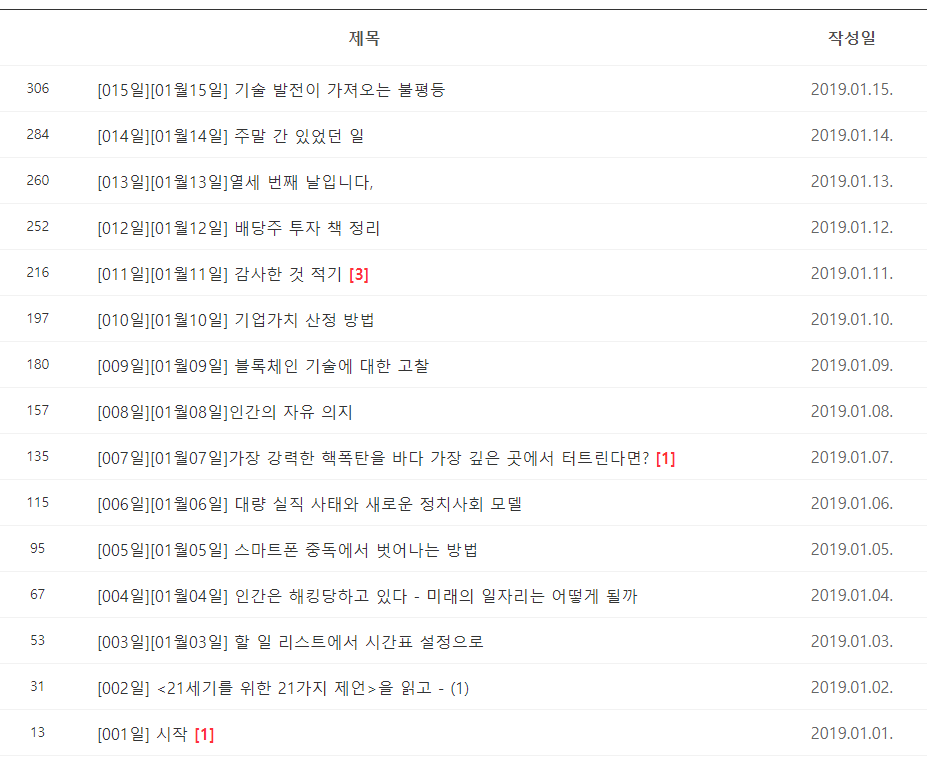 제목 작성일
306 [015일][01월15일] 기술 발전이 가져오는 불평등 2019.01.15.
284 [014일][01월14일] 주말 간 있었던 일 2019.01.14.
260 [013일][01월13일]열세 번째 날입니다, 2019.01.13.
252 [012일][01월12일] 배당주 투자 책 정리 2019.01.12.
216 [011일][01월11일] 감사한 것 적기 [3] 2019.01.11.
197 [010일][01월10일] 기업가치 산정 방법 2019.01.10.
180 [009일][01월09일] 블록체인 기술에 대한 고찰 2019.01.09.
157 [008일][01월08일]인간의 자유 의지 2019.01.08.
135 [007일][01월07일]가장 강력한 핵폭탄을 바다 가장 깊은 곳에서 터트린다면? [1] 2019.01.07.
115 [006일][01월06일] 대량 실직 사태와 새로운 정치사회 모델 2019.01.06.
95 [005일][01월05일] 스마트폰 중독에서 벗어나는 방법 2019.01.05.
67 [004일][01월04일] 인간은 해킹당하고 있다 - 미래의 일자리는 어떻게 될까 2019.01.04.
53 [003일][01월03일] 할 일 리스트에서 시간표 설정으로 2019.01.03.
31 [002일] <21세기를 위한 21가지 제언>을 읽고 - (1) 2019.01.02.
13 [001일] 시작 [1] 2019.01.01.